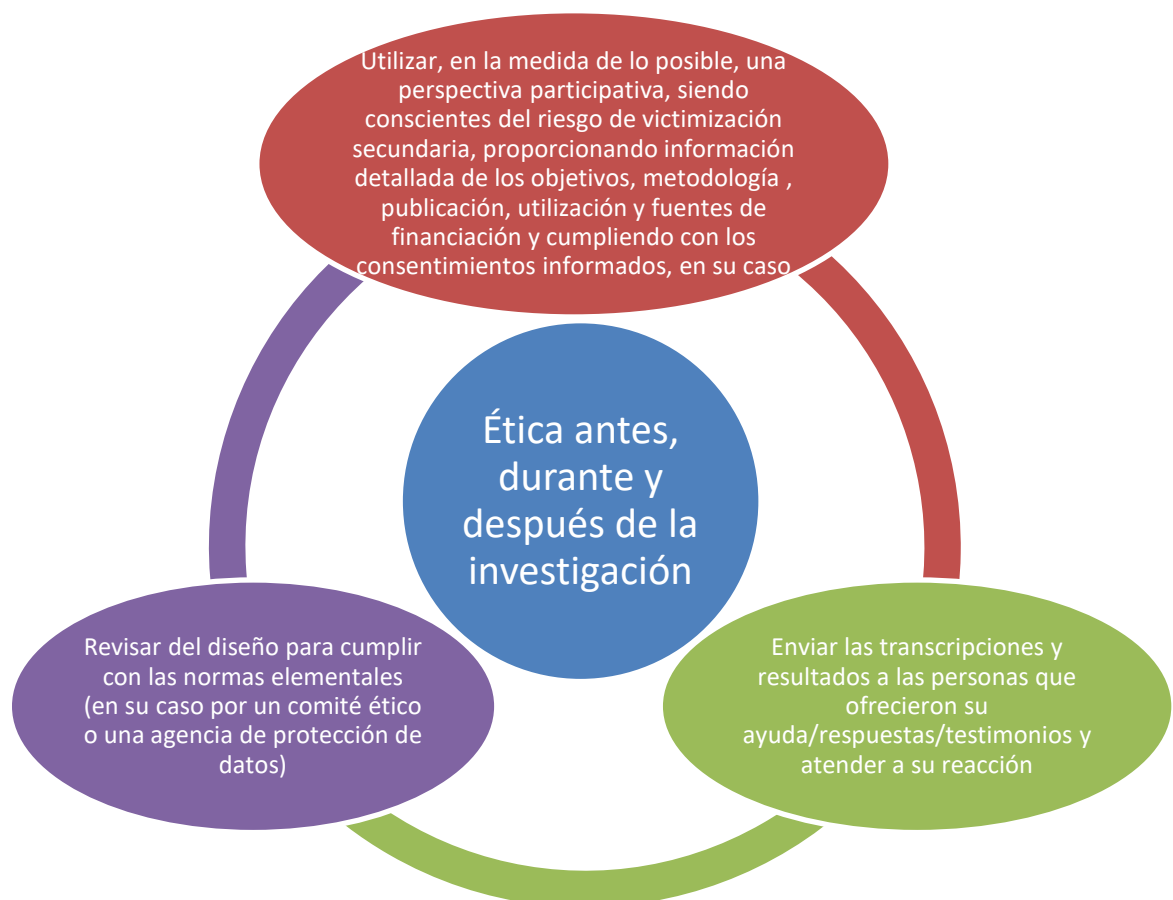 Utilizar, en la medida de lo posible, una
perspectiva participativa, siendo
conscientes del riesgo de victimización
secundaria, proporcionando información
detallada de los objetivos, metodología ,
publicación, utilización y fuentes de
financiación y cumpliendo con los
consentimientos informados, en su caso
Ética antes,
durante y
después de la
investigación
Revisar del diseño para cumplir
con las normas elementales
(en su caso por un comité ético
o una agencia de protección de
datos)
Enviar las transcripciones y
resultados a las personas que
ofrecieron su
ayuda/respuestas/testimonios y
atender a su reacción